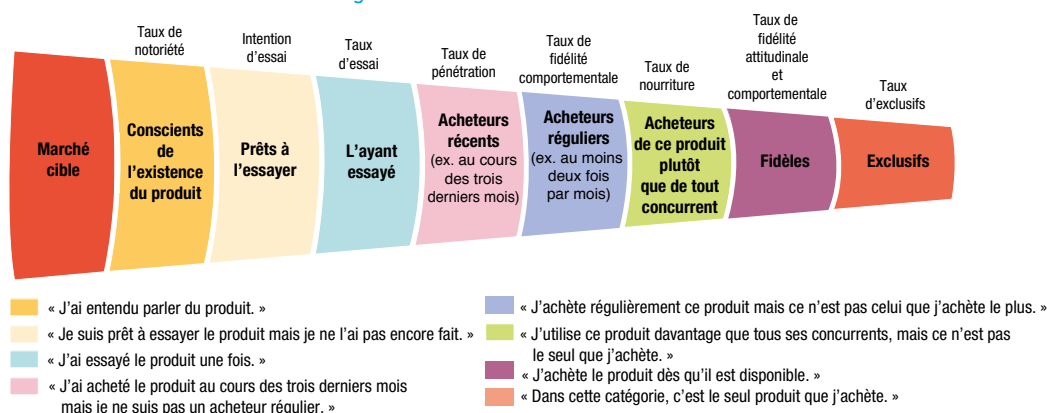 Taux de
notoriété
Intention
d'essai
Taux
d'essai
Taux de
pénétration
Taux de
fidélité
comportementale
Taux de
nourriture
Taux de
fidélité
attitudinale
et
comportementale
Taux
d'exclusifs
Marché
cible
Conscients
de
l'existence
du produit
Prêts à
l'essayer
L'ayant
essayé
Acheteurs
récents
(ex. au cours
des trois
derniers mois)
Acheteurs
réguliers
(ex. au moins
deux fois
par mois)
Acheteurs
de ce produit
plutôt
que de tout
concurrent
Fidèles
Exclusifs
« J'ai entendu parler du produit. »
« Je suis prêt à essayer le produit mais je ne l'ai pas encore fait. »
« J'ai essayé le produit une fois. »
« J'ai acheté le produit au cours des trois derniers mois
mais je ne suis pas un acheteur régulier. »
« J'achète régulièrement ce produit mais ce n'est pas celui que j'achète le plus. »
« J'utilise ce produit davantage que tous ses concurrents, mais ce n'est pas
le seul que j'achète. »
« J'achète le produit dès qu'il est disponible. »
« Dans cette catégorie, c'est le seul produit que j'achète. »